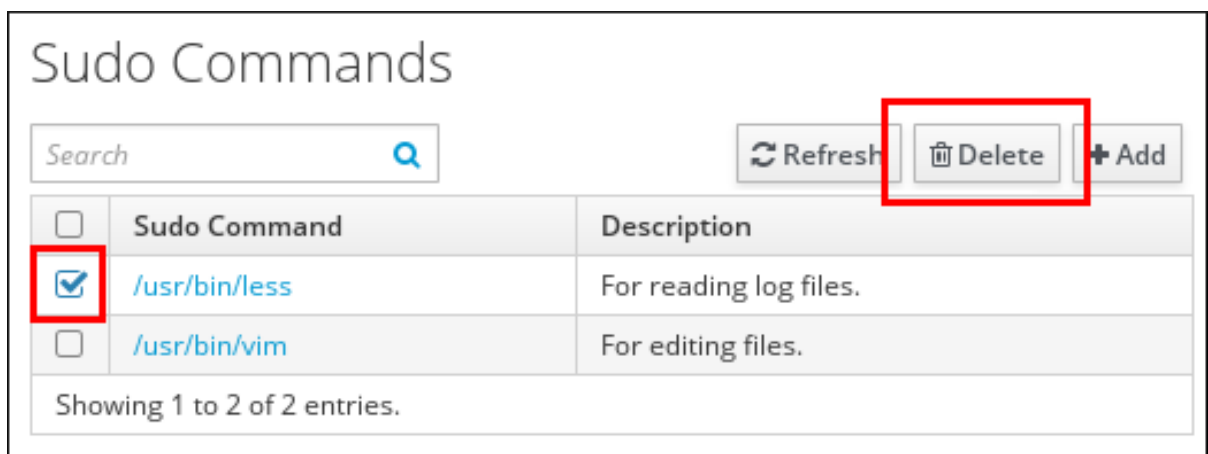 Sudo Commands
Search
Refresh Delete Add
Sudo Command Description
/usr/bin/less For reading log files.
/usr/bin/vim For editing files.
Showing 1 to 2 of 2 entries.